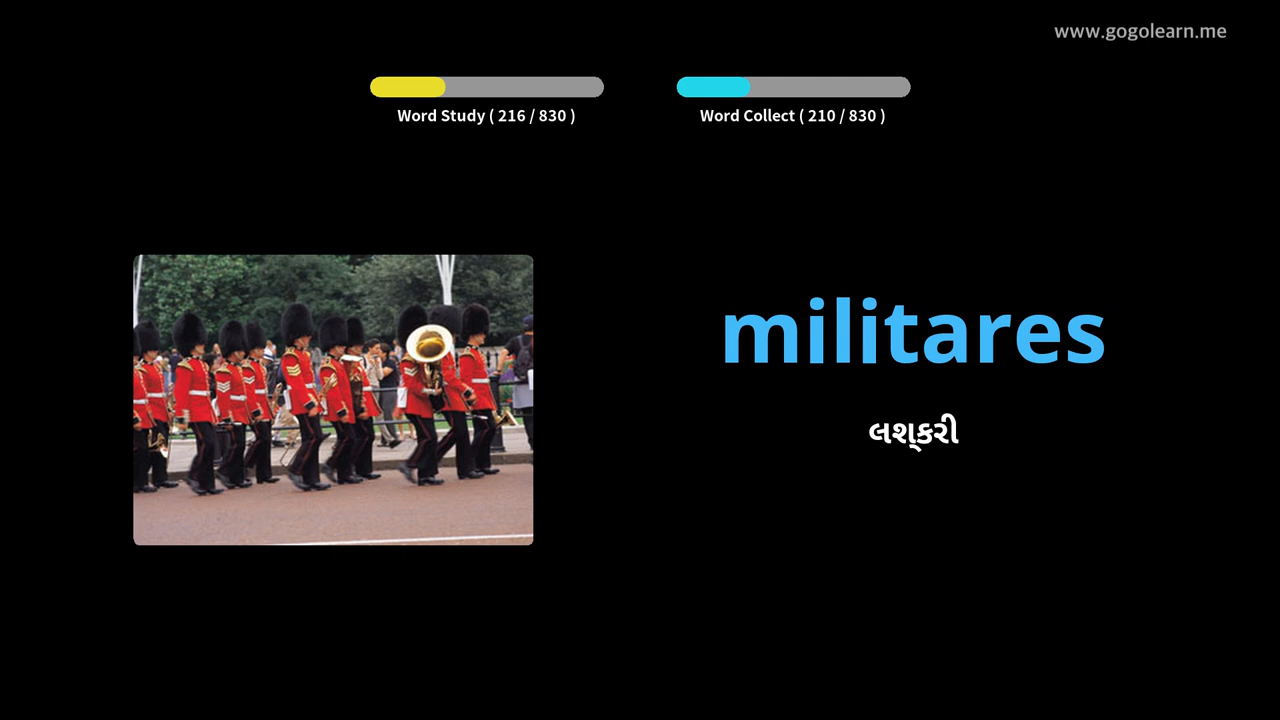 www.gogolearn.me
Word Study ( 216 / 830 )
Word Collect ( 210 / 830 )
militares
લશ્કરી